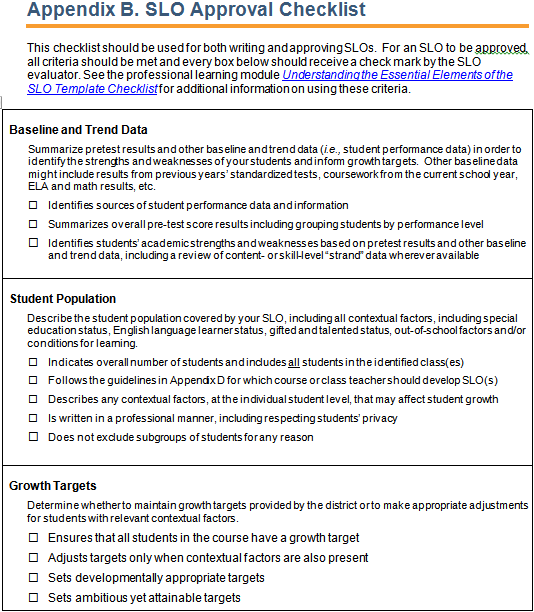 Appendix B. SLO Approval Checklist
This checklist should be used for both writing and approving SLOs. For an SLO to be approved,
all criteria should be met and every box below should receive a check mark by the SLO
evaluator. See the professional learning module Understanding the Essential Elements of the
SLO Template Checklist for additional information on using these criteria.
Baseline and Trend Data
Summarize pretest results and other baseline and trend data (i.e., student performance data) in order to
identify the strengths and weaknesses of your students and inform growth targets. Other baseline data
might include results from previous years' standardized tests, coursework from the current school year,
ELA and math results, etc.
☐ Identifies sources of student performance data and information
☐ Summarizes overall pre-test score results including grouping students by performance level
☐ Identifies students' academic strengths and weaknesses based on pretest results and other baseline
and trend data, including a review of content- or skill-level "strand" data wherever available
Student Population
Describe the student population covered by your SLO, including all contextual factors, including special
education status, English language learner status, gifted and talented status, out-of-school factors and/or
conditions for learning.
☐ Indicates overall number of students and includes all students in the identified class(es)
☐ Follows the guidelines in Appendix D for which course or class teacher should develop SLO(s)
☐ Describes any contextual factors, at the individual student level, that may affect student growth
☐ Is written in a professional manner, including respecting students' privacy
☐ Does not exclude subgroups of students for any reason
Growth Targets
Determine whether to maintain growth targets provided by the district or to make appropriate adjustments
for students with relevant contextual factors.
☐ Ensures that all students in the course have a growth target
☐ Adjusts targets only when contextual factors are also present
☐ Sets developmentally appropriate targets
☐ Sets ambitious yet attainable targets